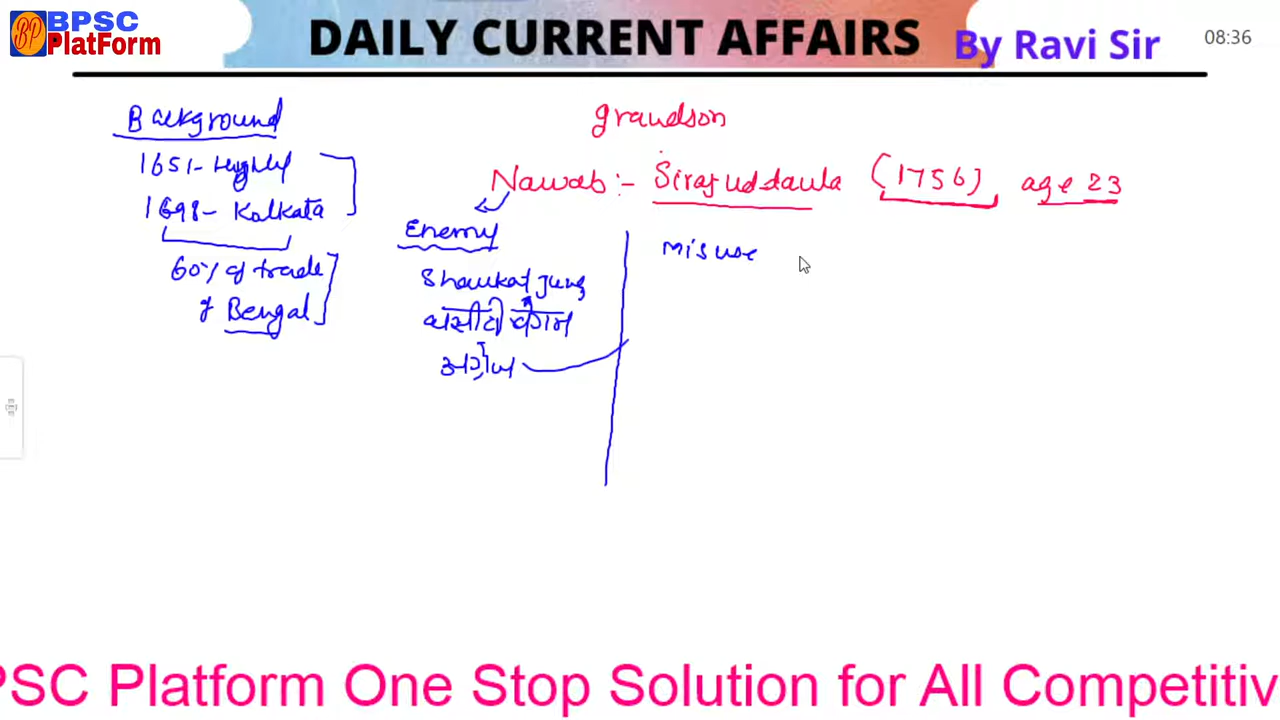 BPSC
PlatForm
DAILY CURRENT AFFAIRS
By Ravi Sir
08:36
Background
1651- Hughly
1698- Kolkata
60% of trade
of Bengal
grandson
Nawab:- Sirajuddaula (1756) age 23
Enemy
Shaukat Jung
घसीटी बेगम
अंग्रेज
misuse
PSC Platform One Stop Solution for All Competitiv